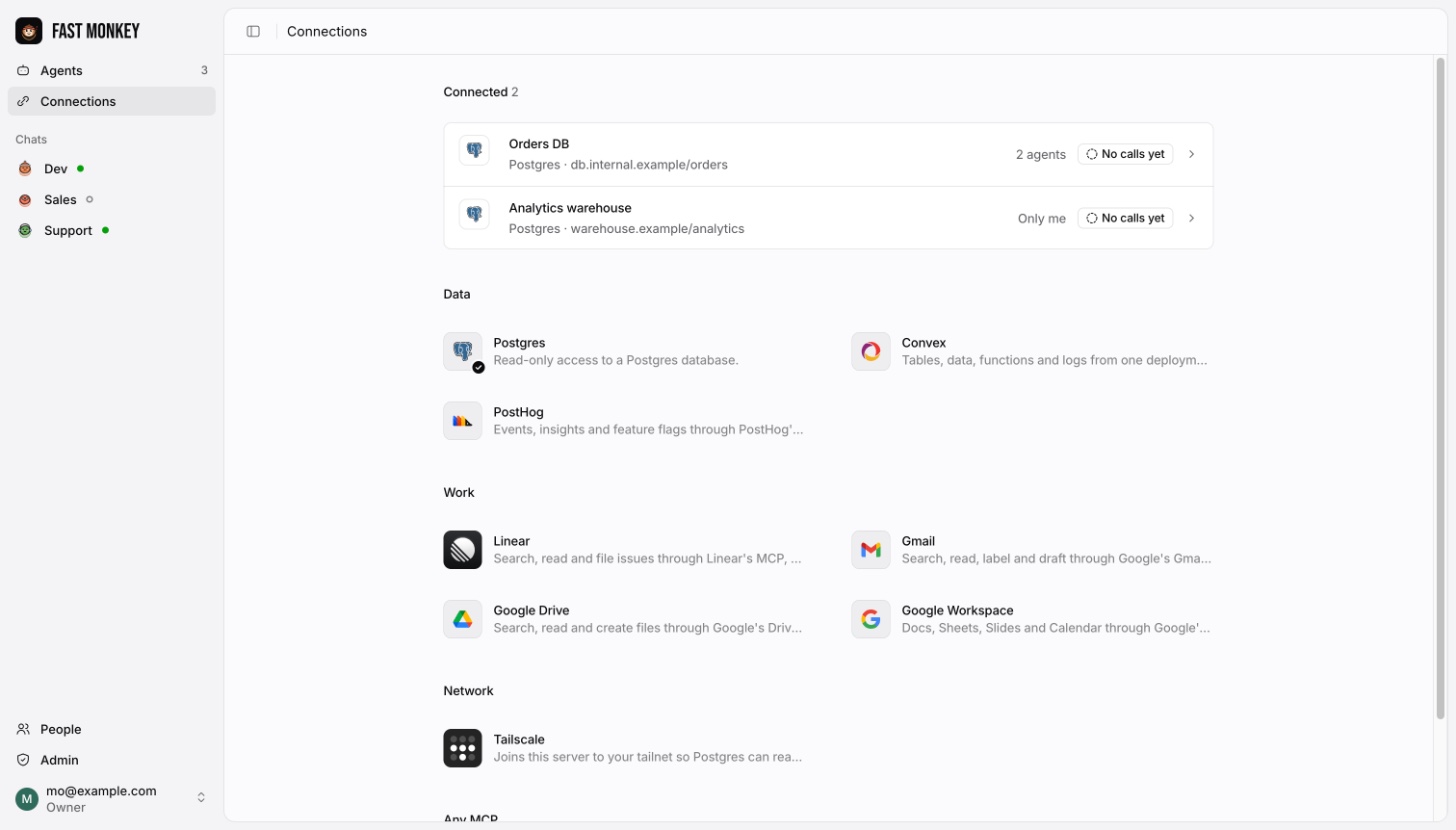 FAST MONKEY
Agents 3
Connections
Chats
Dev
Sales
Support
People
Admin
M
mo@example.com
Owner
Connections
Connected 2
Orders DB
Postgres · db.internal.example/orders
2 agents
No calls yet
Analytics warehouse
Postgres · warehouse.example/analytics
Only me
No calls yet
Data
Postgres
Read-only access to a Postgres database.
Convex
Tables, data, functions and logs from one deploym...
PostHog
Events, insights and feature flags through PostHog'...
Work
Linear
Search, read and file issues through Linear's MCP, ...
Gmail
Search, read, label and draft through Google's Gma...
Google Drive
Search, read and create files through Google's Driv...
Google Workspace
Docs, Sheets, Slides and Calendar through Google'...
Network
Tailscale
Joins this server to your tailnet so Postgres can rea...
Any MCP